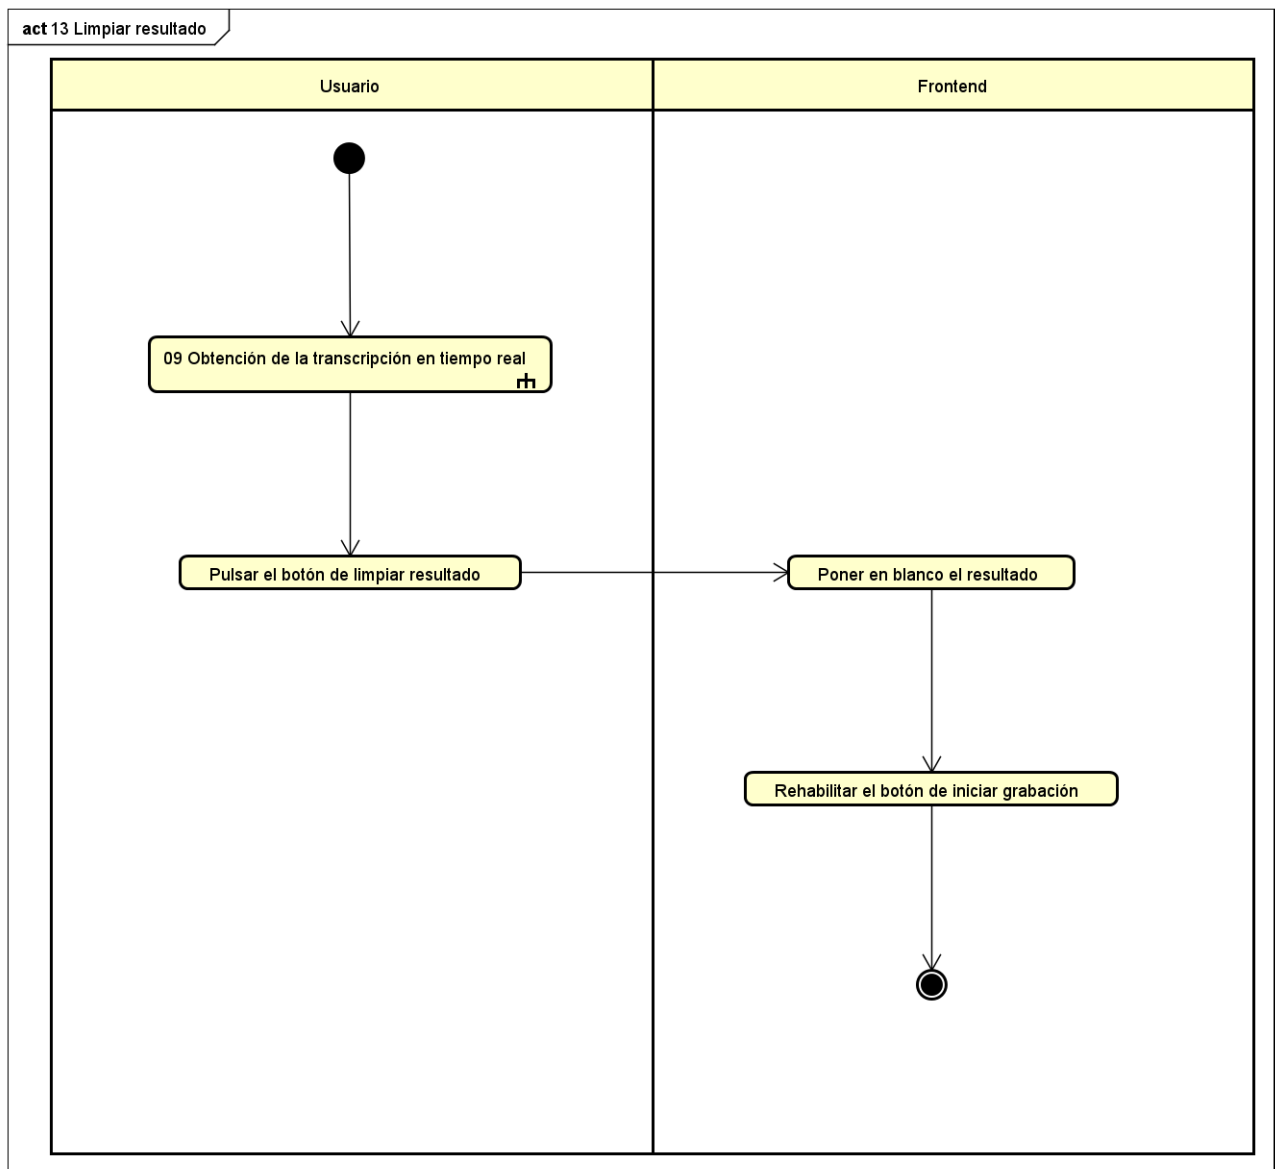 act 13 Limpiar resultado
Usuario
Frontend
09 Obtención de la transcripción en tiempo real
Pulsar el botón de limpiar resultado
Poner en blanco el resultado
Rehabilitar el botón de iniciar grabación